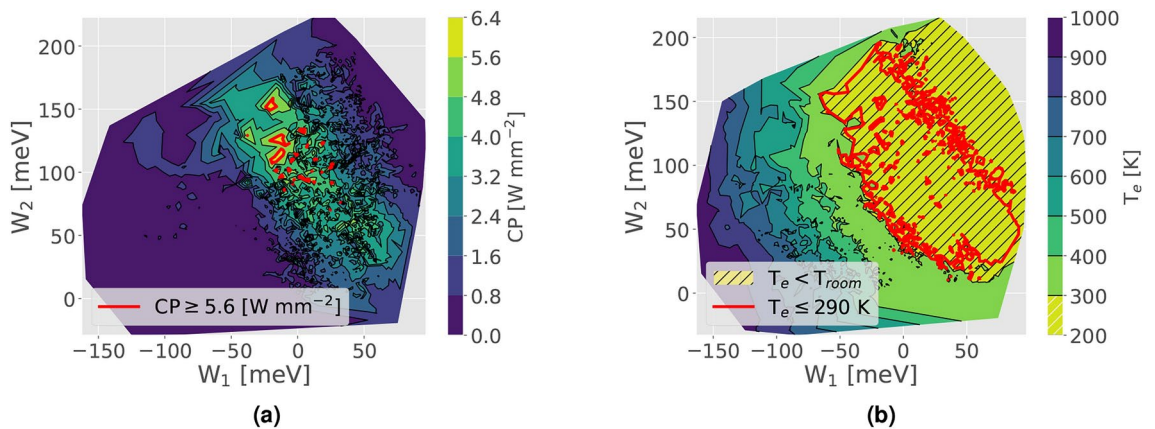 200
150
100
50
0
W₂ [meV]
−150 −100 −50 0 50
W₁ [meV]
CP ≥ 5.6 [W mm⁻²]
6.4
5.6
4.8
4.0
3.2
2.4
1.6
0.8
0.0
CP [W mm⁻²]
(a)
200
150
100
50
0
W₂ [meV]
−150 −100 −50 0 50
W₁ [meV]
Tₑ < T_room
Tₑ ≤ 290 K
1000
900
800
700
600
500
400
300
200
Tₑ [K]
(b)